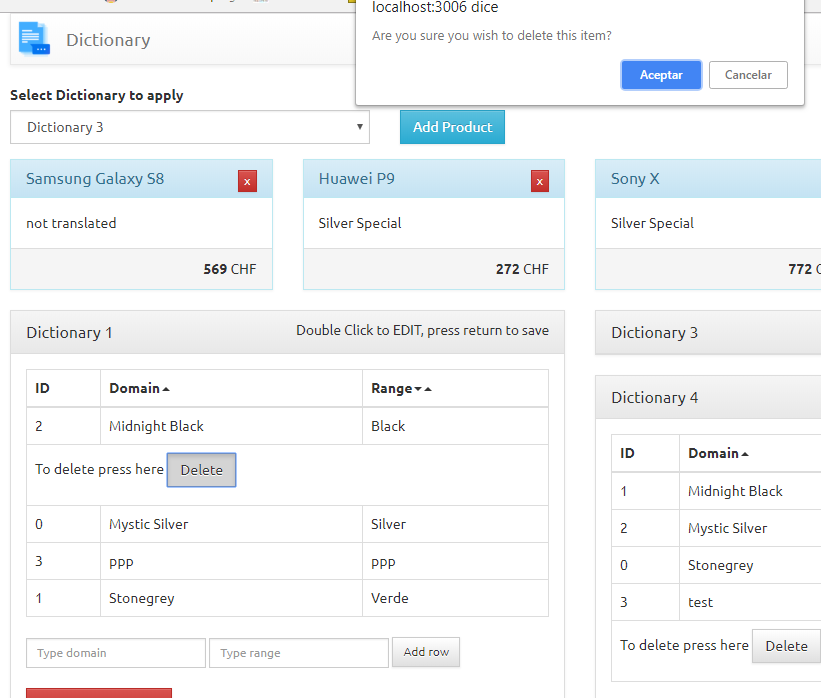 localhost:3006 dice
Are you sure you wish to delete this item?
Aceptar Cancelar
Dictionary
Select Dictionary to apply
Dictionary 3 Add Product
Samsung Galaxy S8 x Huawei P9 x Sony X
not translated Silver Special Silver Special
569 CHF 272 CHF 772
Dictionary 1 Double Click to EDIT, press return to save
ID Domain Range
2 Midnight Black Black
To delete press here Delete
0 Mystic Silver Silver
3 ppp ppp
1 Stonegrey Verde
Type domain Type range Add row
Dictionary 3
Dictionary 4
ID Domain
1 Midnight Black
2 Mystic Silver
0 Stonegrey
3 test
To delete press here Delete